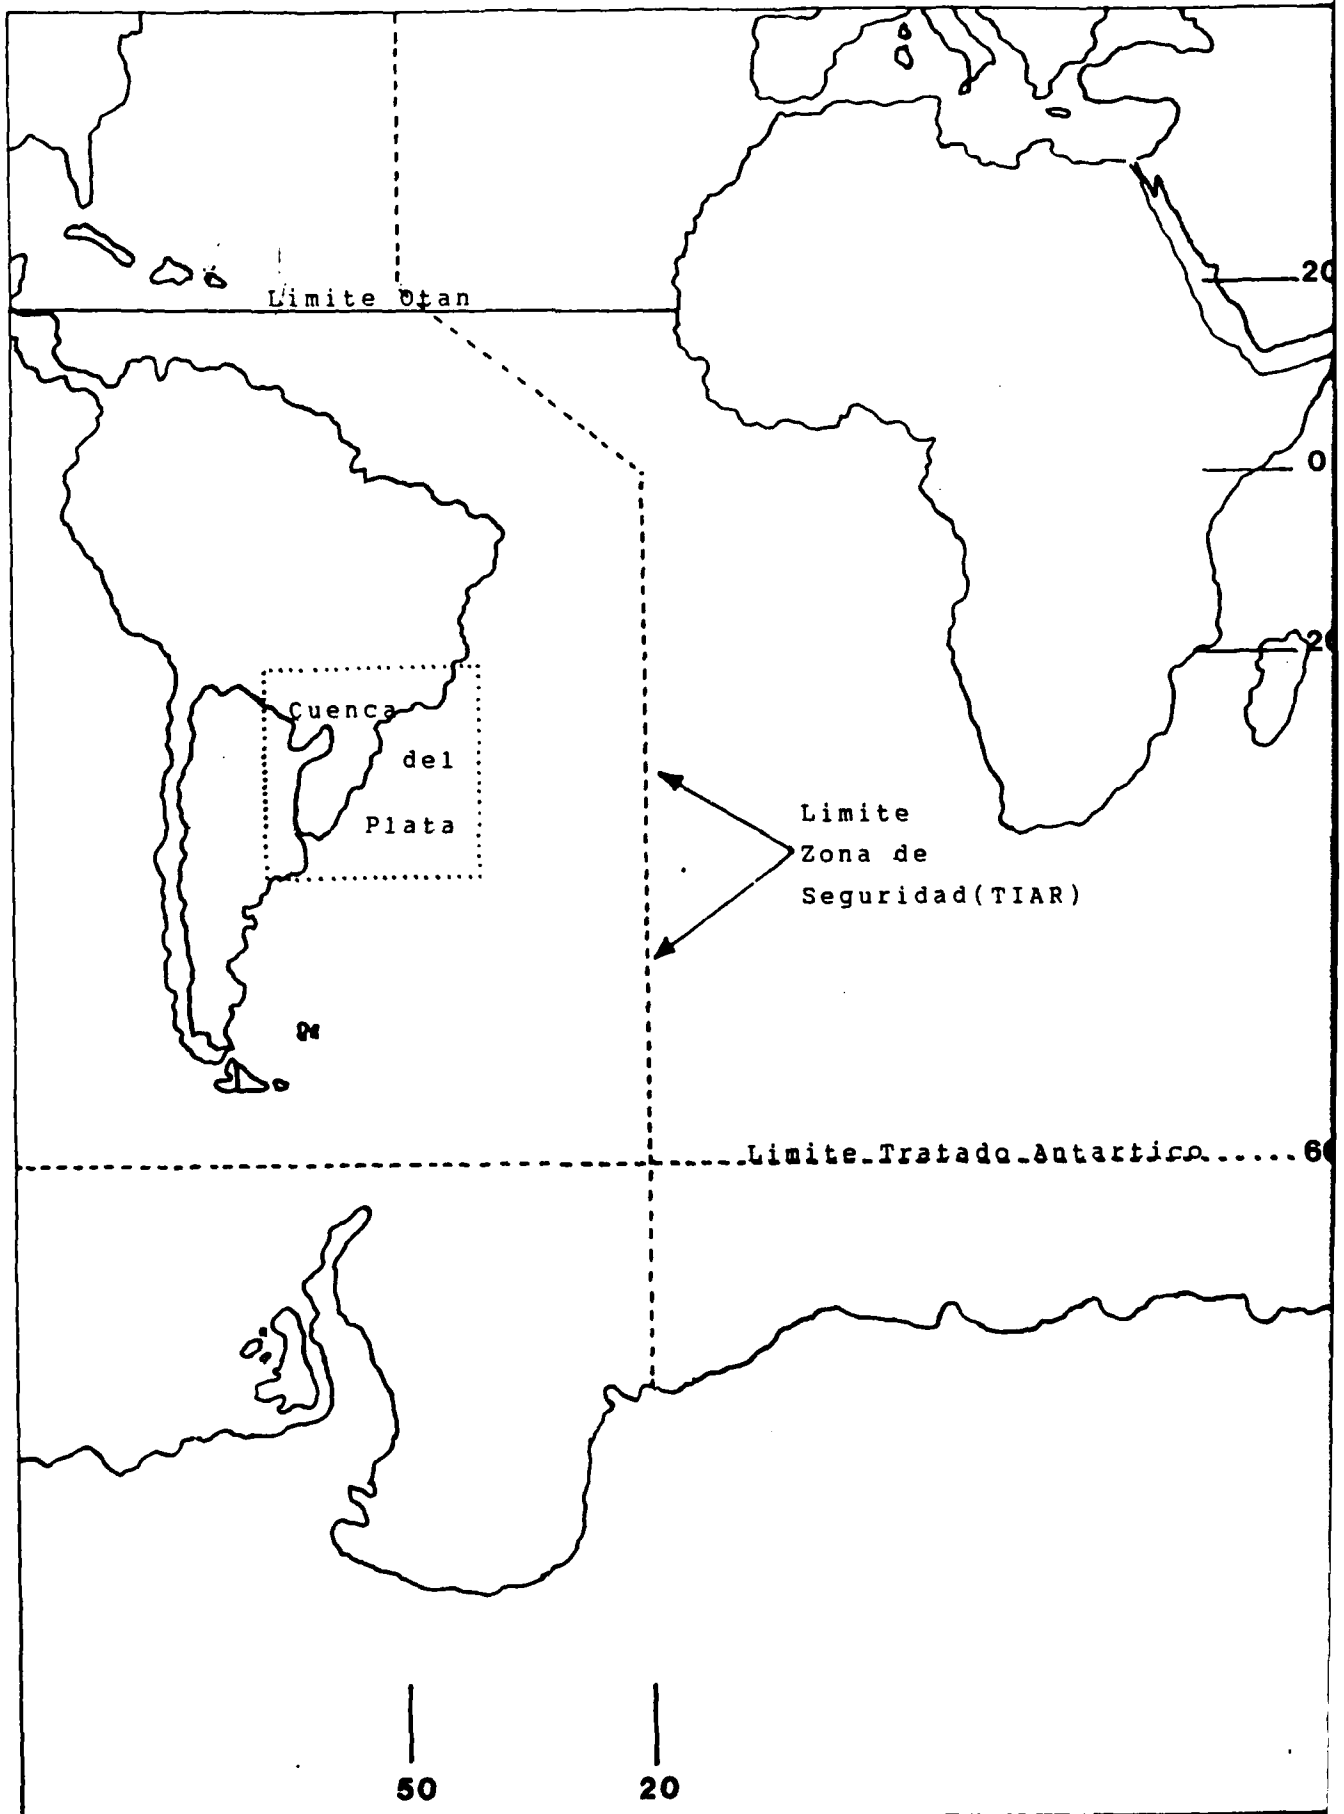 20
Limite Otan
0
20
Cuenca
del
Plata
Limite
Zona de
Seguridad(TIAR)
Limite Tratado Antartico
60
50
20